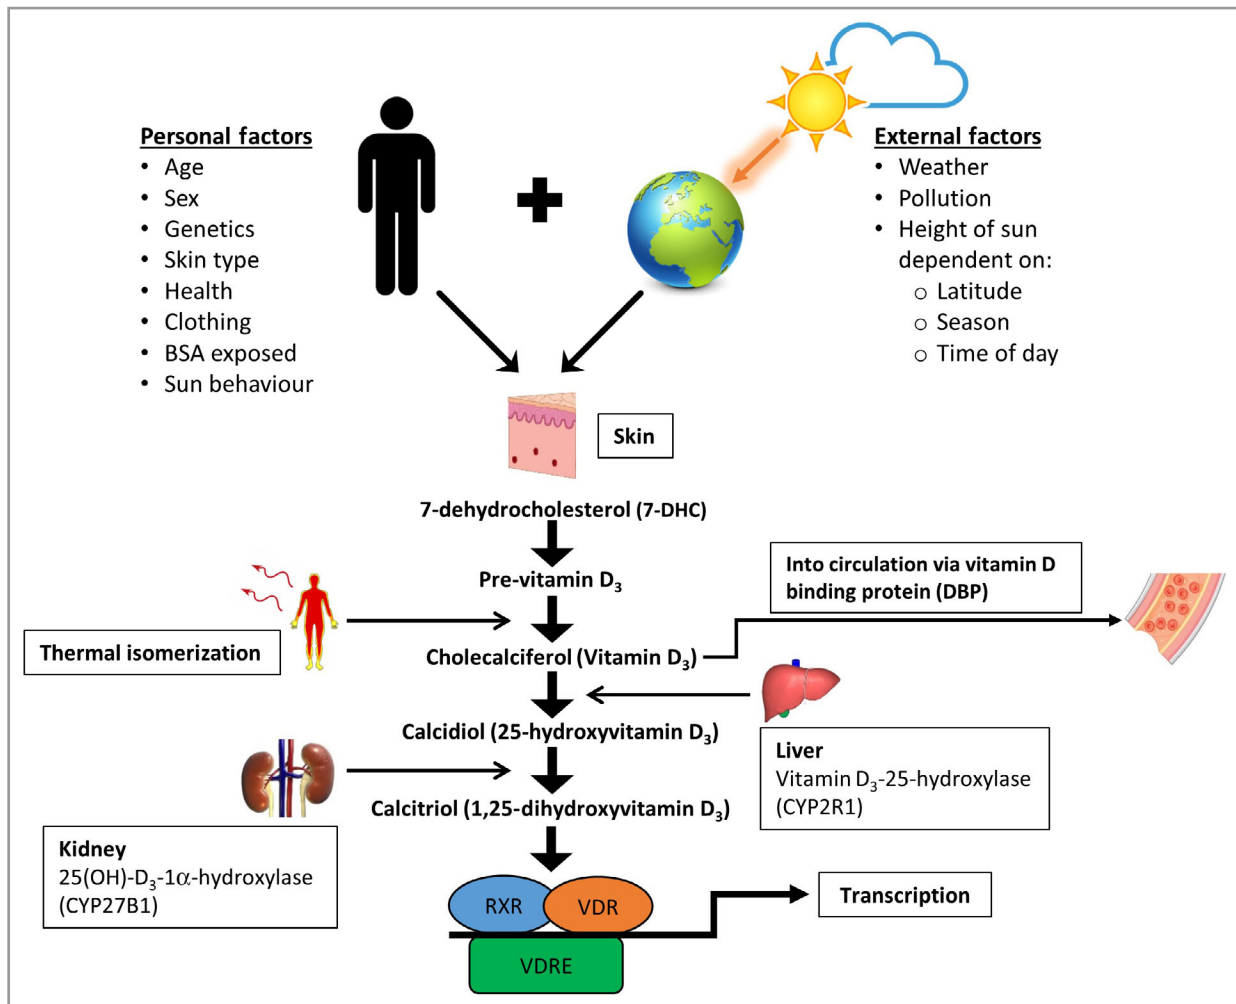 Personal factors
• Age
• Sex
• Genetics
• Skin type
• Health
• Clothing
• BSA exposed
• Sun behaviour
External factors
• Weather
• Pollution
• Height of sun
dependent on:
o Latitude
o Season
o Time of day
Skin
7-dehydrocholesterol (7-DHC)
Pre-vitamin D₃
Into circulation via vitamin D
binding protein (DBP)
Thermal isomerization
Cholecalciferol (Vitamin D₃)
Calcidiol (25-hydroxyvitamin D₃)
Liver
Vitamin D₃-25-hydroxylase
(CYP2R1)
Calcitriol (1,25-dihydroxyvitamin D₃)
Kidney
25(OH)-D₃-1α-hydroxylase
(CYP27B1)
RXR
VDR
Transcription
VDRE